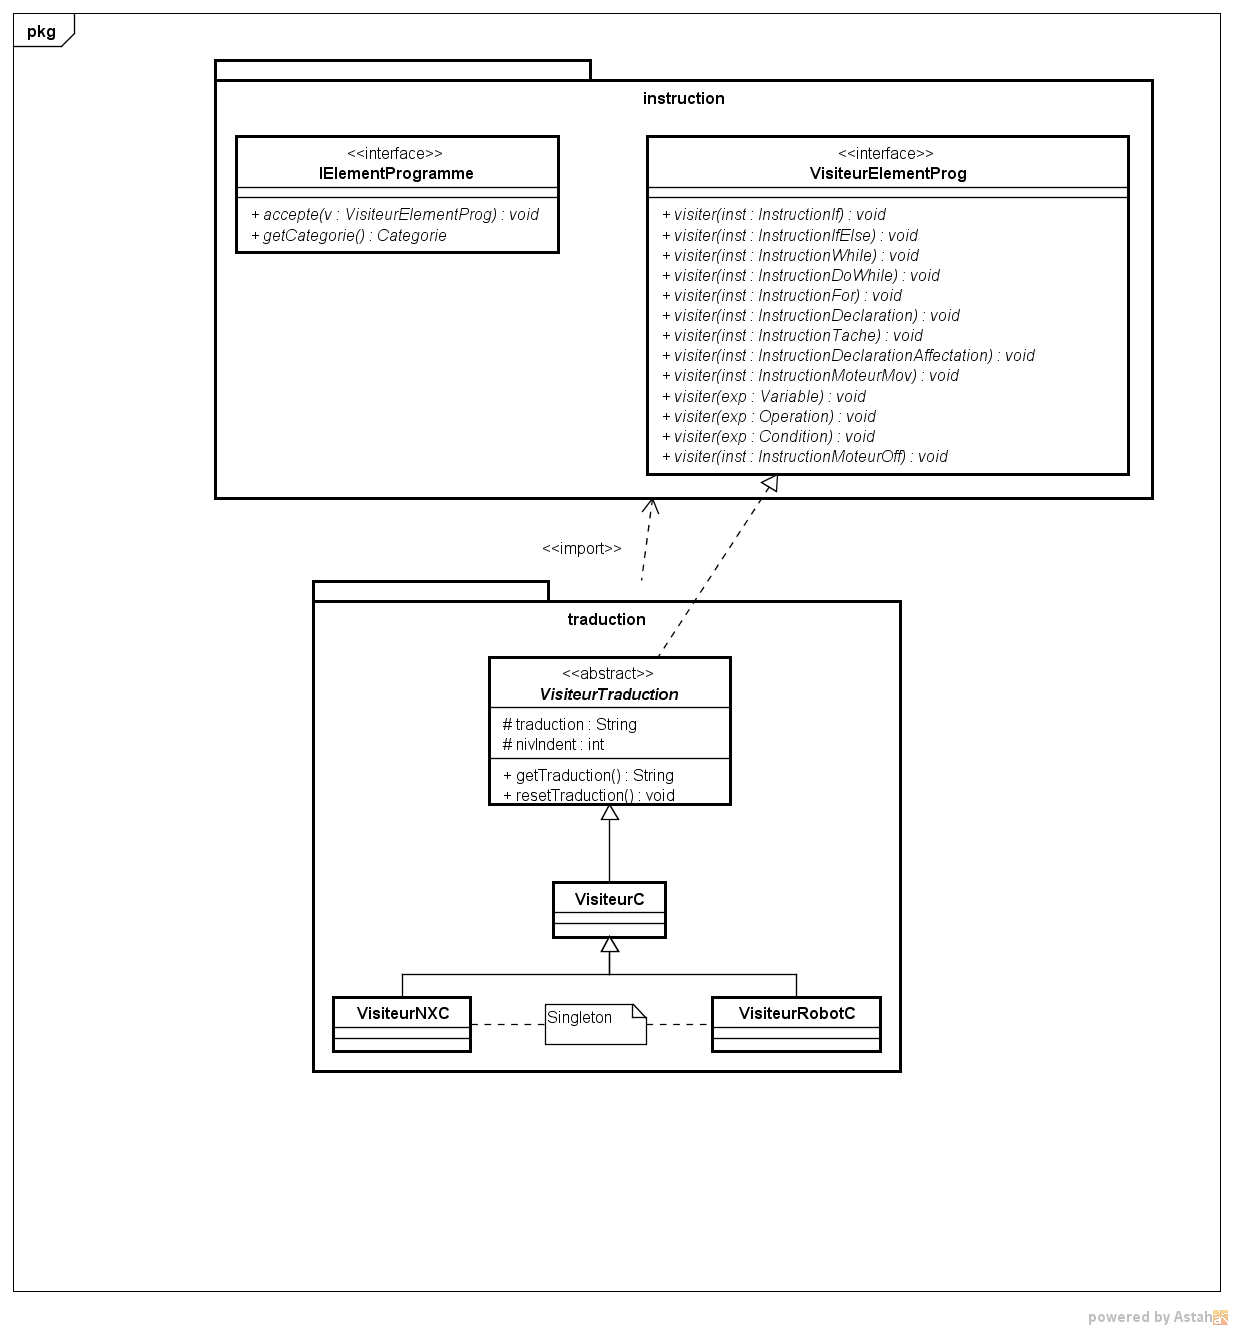 pkg
instruction
<<interface>>
IElementProgramme
+ accepte(v : VisiteurElementProg) : void
+ getCategorie() : Categorie
<<interface>>
VisiteurElementProg
+ visiter(inst : InstructionIf) : void
+ visiter(inst : InstructionIfElse) : void
+ visiter(inst : InstructionWhile) : void
+ visiter(inst : InstructionDoWhile) : void
+ visiter(inst : InstructionFor) : void
+ visiter(inst : InstructionDeclaration) : void
+ visiter(inst : InstructionTache) : void
+ visiter(inst : InstructionDeclarationAffectation) : void
+ visiter(inst : InstructionMoteurMov) : void
+ visiter(exp : Variable) : void
+ visiter(exp : Operation) : void
+ visiter(exp : Condition) : void
+ visiter(inst : InstructionMoteurOff) : void
<<import>>
traduction
<<abstract>>
VisiteurTraduction
# traduction : String
# nivIndent : int
+ getTraduction() : String
+ resetTraduction() : void
VisiteurC
VisiteurNXC
Singleton
VisiteurRobotC
powered by Astah